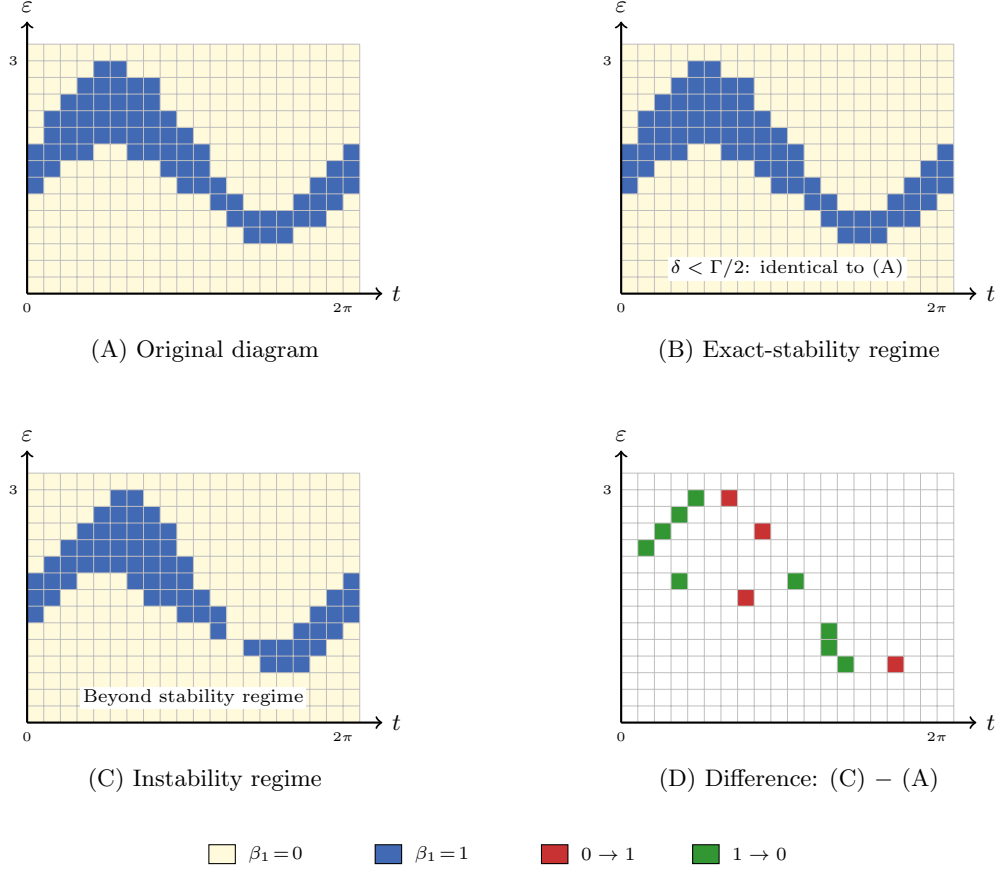 ε
3
0
2π
t
(A) Original diagram
ε
3
δ < Γ/2: identical to (A)
0
2π
t
(B) Exact-stability regime
ε
3
Beyond stability regime
0
2π
t
(C) Instability regime
ε
3
0
2π
t
(D) Difference: (C) − (A)
β₁ = 0 β₁ = 1 0 → 1 1 → 0